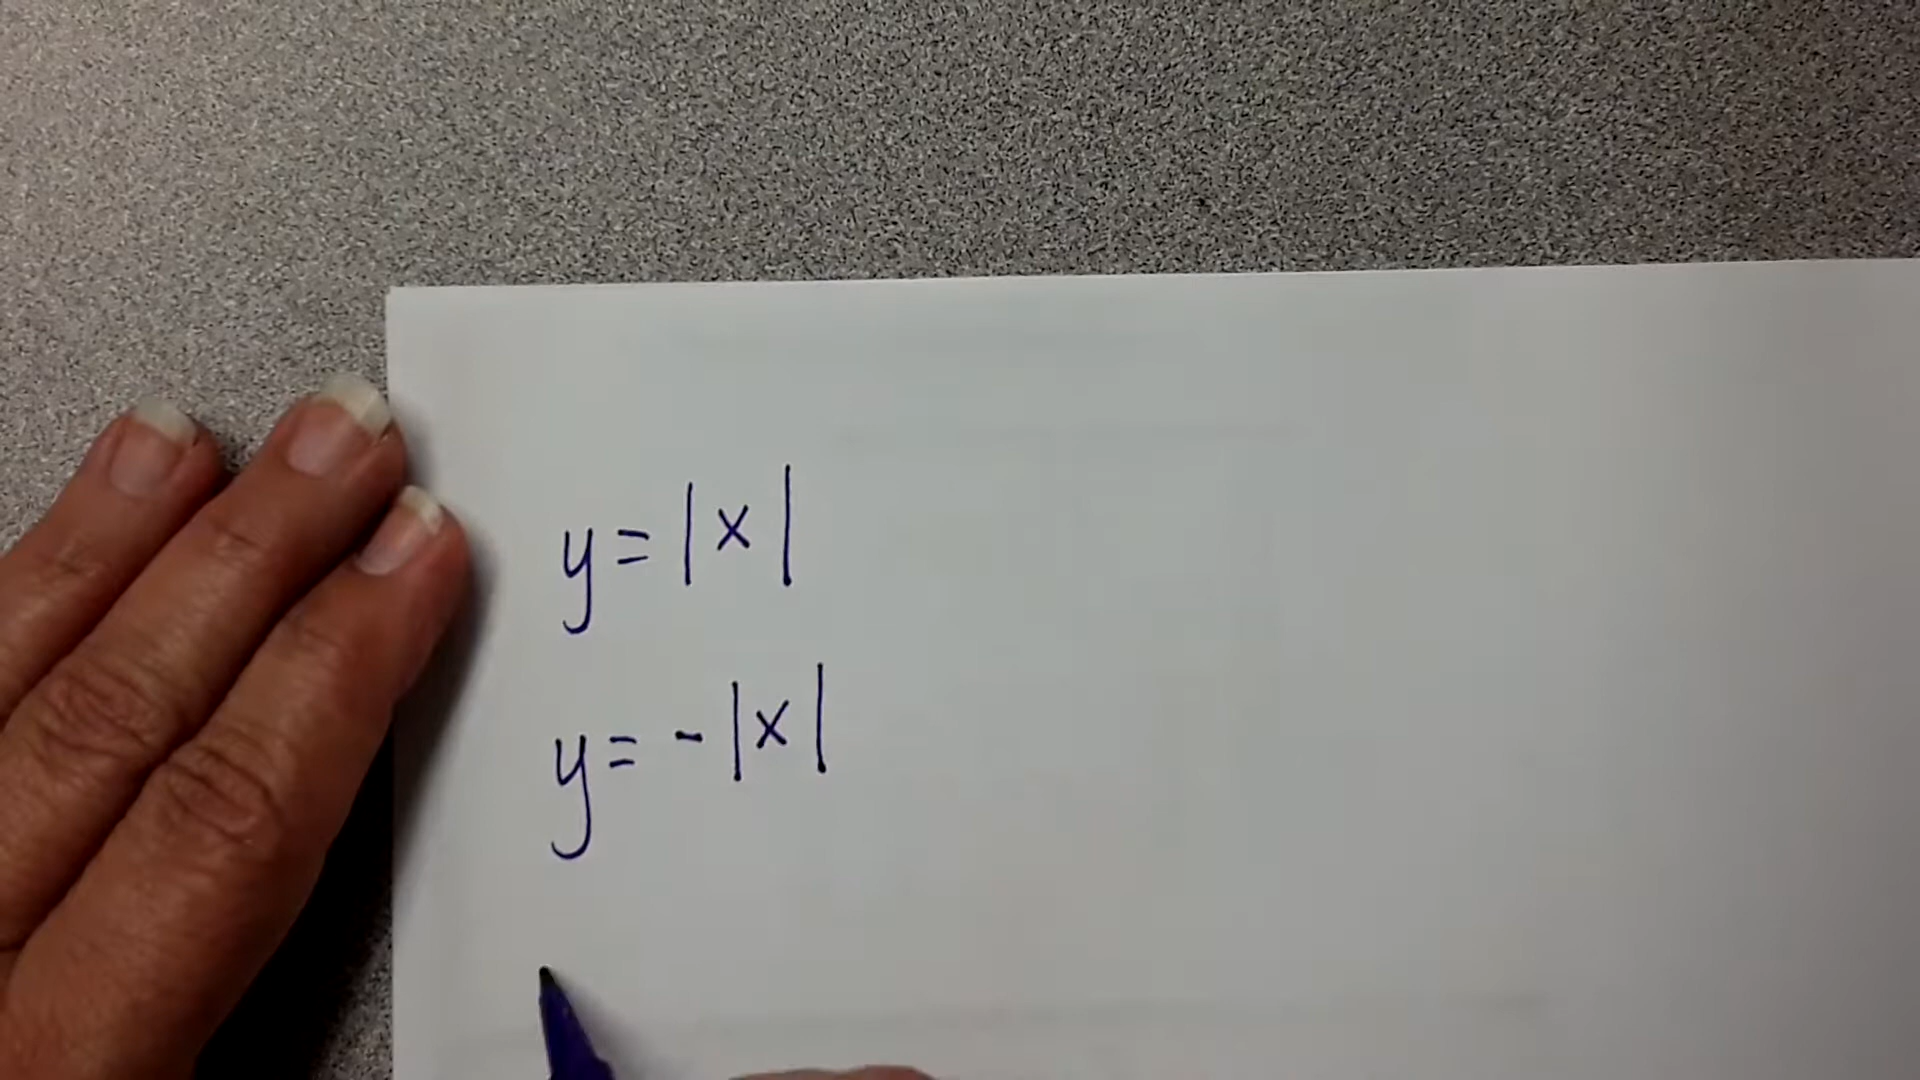 y = |x|
y = -|x|